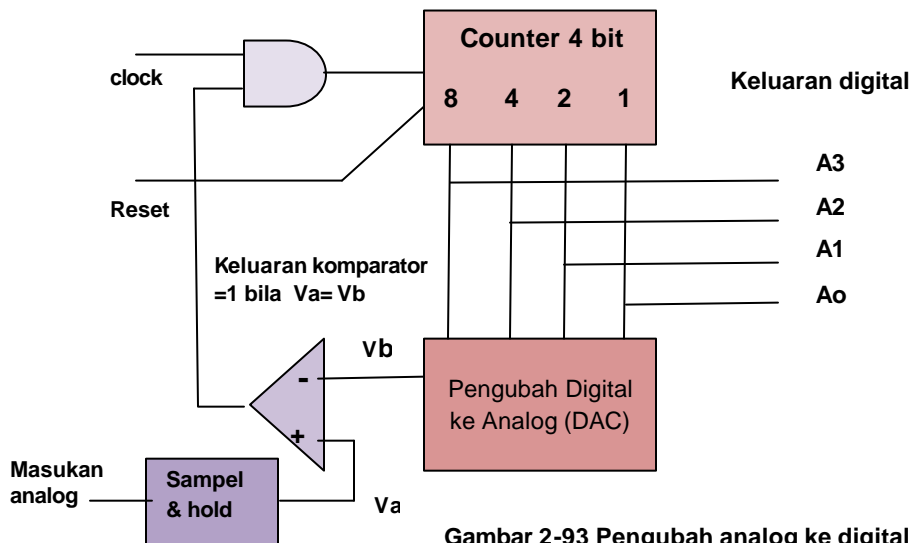 Counter 4 bit
clock
8 4 2 1
Keluaran digital
A3
Reset
A2
A1
Keluaran komparator
=1 bila Va= Vb
Ao
Vb
-
Pengubah Digital
ke Analog (DAC)
+
Masukan
analog
Sampel
& hold
Va
Gambar 2-93 Pengubah analog ke digital